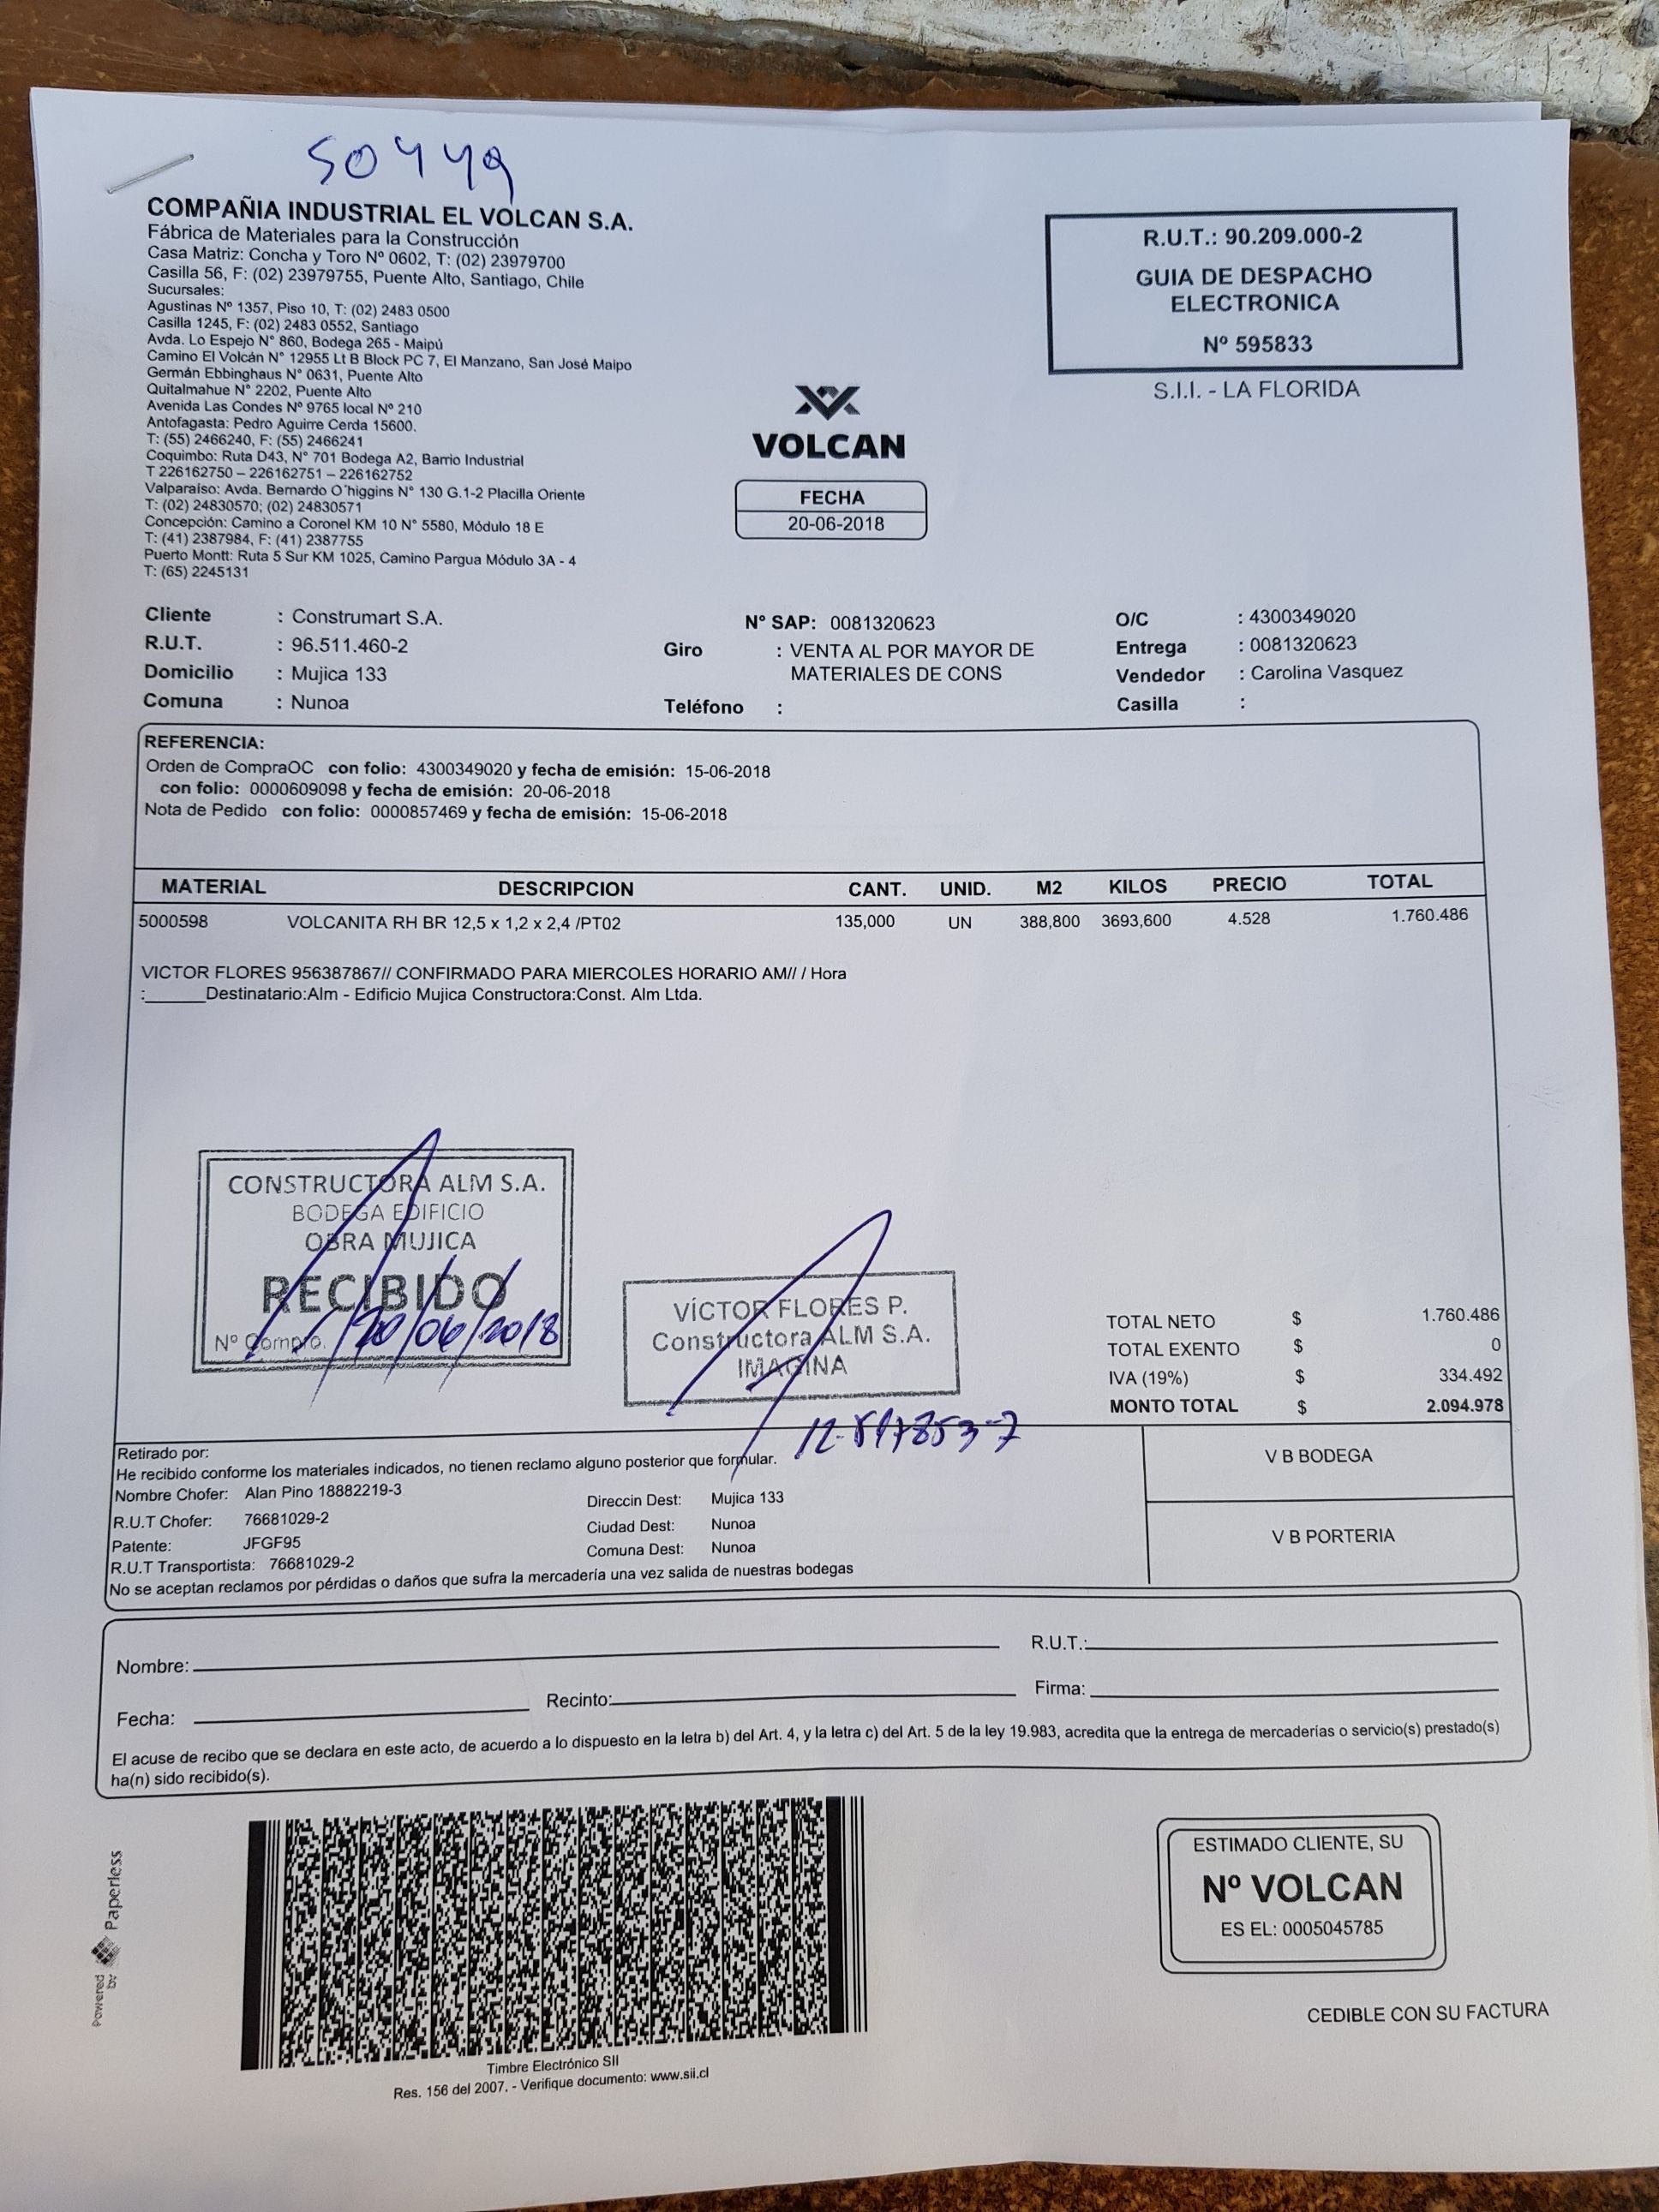 50449
COMPAÑIA INDUSTRIAL EL VOLCAN S.A.
Fábrica de Materiales para la Construcción
Casa Matriz: Concha y Toro Nº 0602, T: (02) 23979700
Casilla 56, F: (02) 23979755, Puente Alto, Santiago, Chile
Sucursales:
Agustinas Nº 1357, Piso 10, T: (02) 2483 0500
Casilla 1245, F: (02) 2483 0552, Santiago
Avda. Lo Espejo N° 860, Bodega 265 - Maipú
Camino El Volcán N° 12955 Lt B Block PC 7, El Manzano, San José Maipo
Germán Ebbinghaus N° 0631, Puente Alto
Quitalmahue N° 2202, Puente Alto
Avenida Las Condes Nº 9765 local Nº 210
Antofagasta: Pedro Aguirre Cerda 15600.
T: (55) 2466240, F: (55) 2466241
Coquimbo: Ruta D43, N° 701 Bodega A2, Barrio Industrial
T 226162750 – 226162751 – 226162752
Valparaíso: Avda. Bernardo O´higgins N° 130 G.1-2 Placilla Oriente
T: (02) 24830570; (02) 24830571
Concepción: Camino a Coronel KM 10 N° 5580, Módulo 18 E
T: (41) 2387984, F: (41) 2387755
Puerto Montt: Ruta 5 Sur KM 1025, Camino Pargua Módulo 3A - 4
T: (65) 2245131
R.U.T.: 90.209.000-2
GUIA DE DESPACHO
ELECTRONICA
Nº 595833
S.I.I. - LA FLORIDA
VOLCAN
FECHA
20-06-2018
Cliente : Construmart S.A.
R.U.T. : 96.511.460-2
Domicilio : Mujica 133
Comuna : Nunoa
N° SAP: 0081320623
Giro : VENTA AL POR MAYOR DE
MATERIALES DE CONS
Teléfono :
O/C : 4300349020
Entrega : 0081320623
Vendedor : Carolina Vasquez
Casilla :
REFERENCIA:
Orden de CompraOC con folio: 4300349020 y fecha de emisión: 15-06-2018
con folio: 0000609098 y fecha de emisión: 20-06-2018
Nota de Pedido con folio: 0000857469 y fecha de emisión: 15-06-2018
MATERIAL DESCRIPCION CANT. UNID. M2 KILOS PRECIO TOTAL
5000598 VOLCANITA RH BR 12,5 x 1,2 x 2,4 /PT02 135,000 UN 388,800 3693,600 4.528 1.760.486
VICTOR FLORES 956387867// CONFIRMADO PARA MIERCOLES HORARIO AM// / Hora
:______Destinatario:Alm - Edificio Mujica Constructora:Const. Alm Ltda.
CONSTRUCTORA ALM S.A.
BODEGA EDIFICIO
OBRA MUJICA
RECIBIDO
Nº Compro. 20/06/2018
VÍCTOR FLORES P.
Constructora ALM S.A.
IMAGINA
TOTAL NETO $ 1.760.486
TOTAL EXENTO $ 0
IVA (19%) $ 334.492
MONTO TOTAL $ 2.094.978
Retirado por:
He recibido conforme los materiales indicados, no tienen reclamo alguno posterior que formular.
Nombre Chofer: Alan Pino 18882219-3
R.U.T Chofer: 76681029-2
Patente: JFGF95
R.U.T Transportista: 76681029-2
Direccin Dest: Mujica 133
Ciudad Dest: Nunoa
Comuna Dest: Nunoa
No se aceptan reclamos por pérdidas o daños que sufra la mercadería una vez salida de nuestras bodegas
V B BODEGA
V B PORTERIA
Nombre: R.U.T.:
Fecha: Recinto: Firma:
El acuse de recibo que se declara en este acto, de acuerdo a lo dispuesto en la letra b) del Art. 4, y la letra c) del Art. 5 de la ley 19.983, acredita que la entrega de mercaderías o servicio(s) prestado(s)
ha(n) sido recibido(s).
Powered by Paperless
Timbre Electrónico SII
Res. 156 del 2007. - Verifique documento: www.sii.cl
ESTIMADO CLIENTE, SU
Nº VOLCAN
ES EL: 0005045785
CEDIBLE CON SU FACTURA